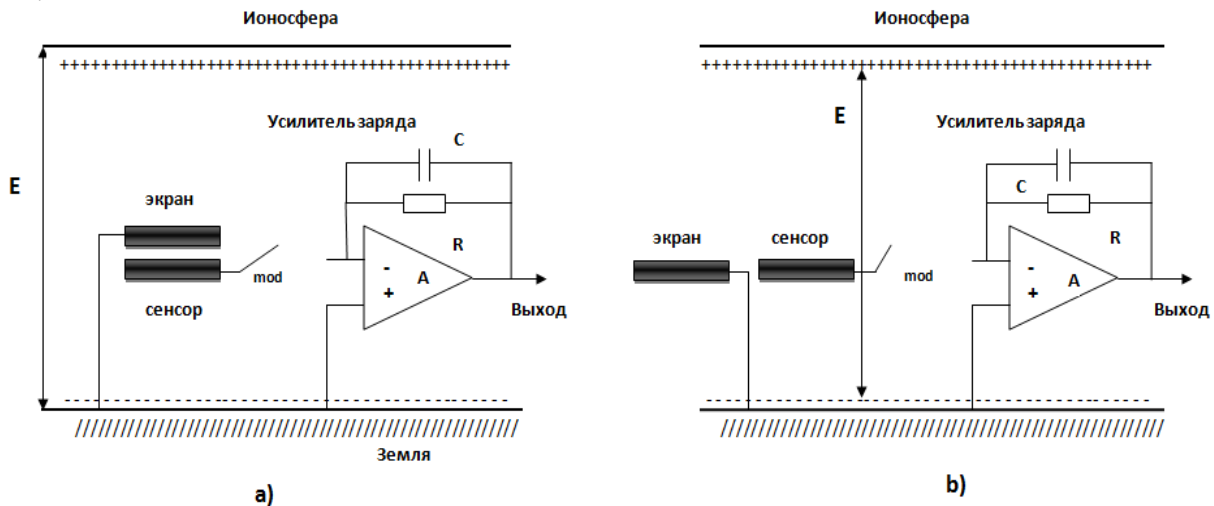 Ионосфера
++++++++++++++++++++++++++++++++++++++++++
Усилитель заряда
C
E
экран
R
-
A
+
mod
сенсор
Выход
- - - - - - - - - - - - - - - - - - - - - - - - - - - - - - - - - -
Земля
a)
Ионосфера
++++++++++++++++++++++++++++++++++++++++++
E
Усилитель заряда
C
экран
сенсор
R
-
A
+
mod
Выход
- - - - - - - - - - - - - - - - - - - - - - - - - - - - - - - - - -
b)